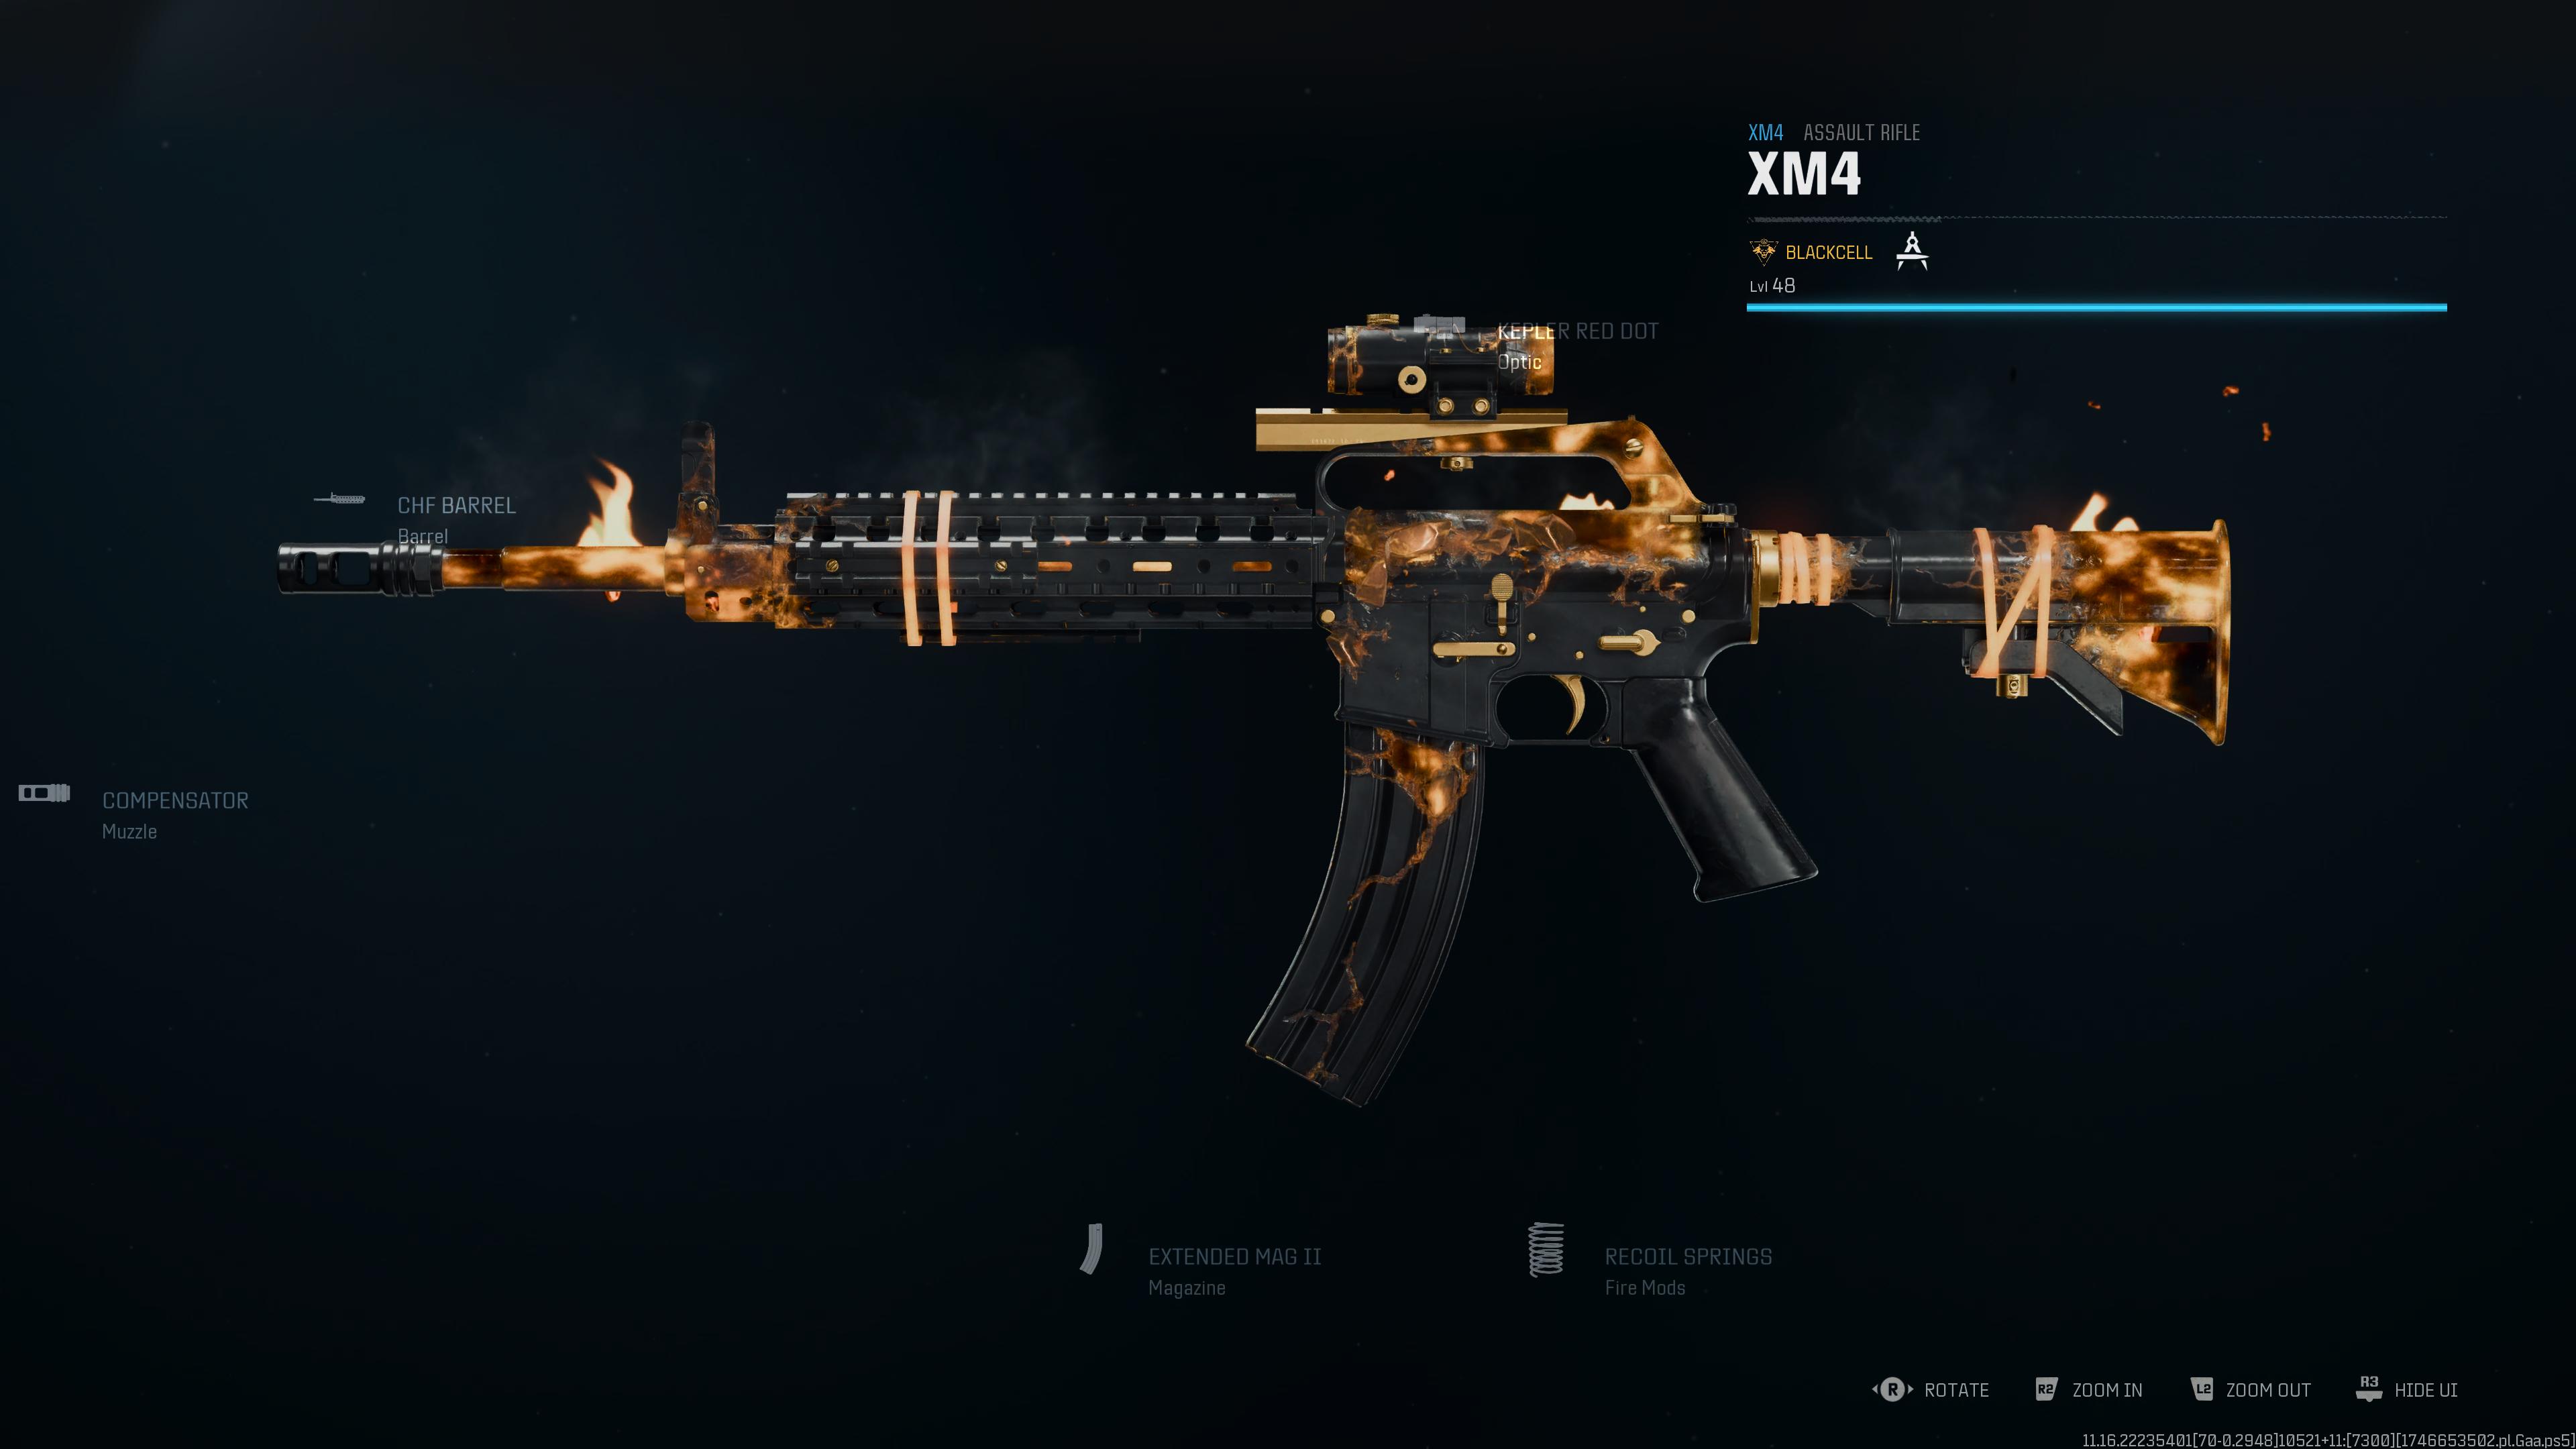 XM4 ASSAULT RIFLE
XM4
BLACKCELL
Lvl 48
KEPLER RED DOT
Optic
CHF BARREL
Barrel
COMPENSATOR
Muzzle
EXTENDED MAG II
Magazine
RECOIL SPRINGS
Fire Mods
R ROTATE R2 ZOOM IN L2 ZOOM OUT R3 HIDE UI
11.16.22235401[70-0.2948]10521+11:[7300][1746653502.pl.Gaa.ps5]